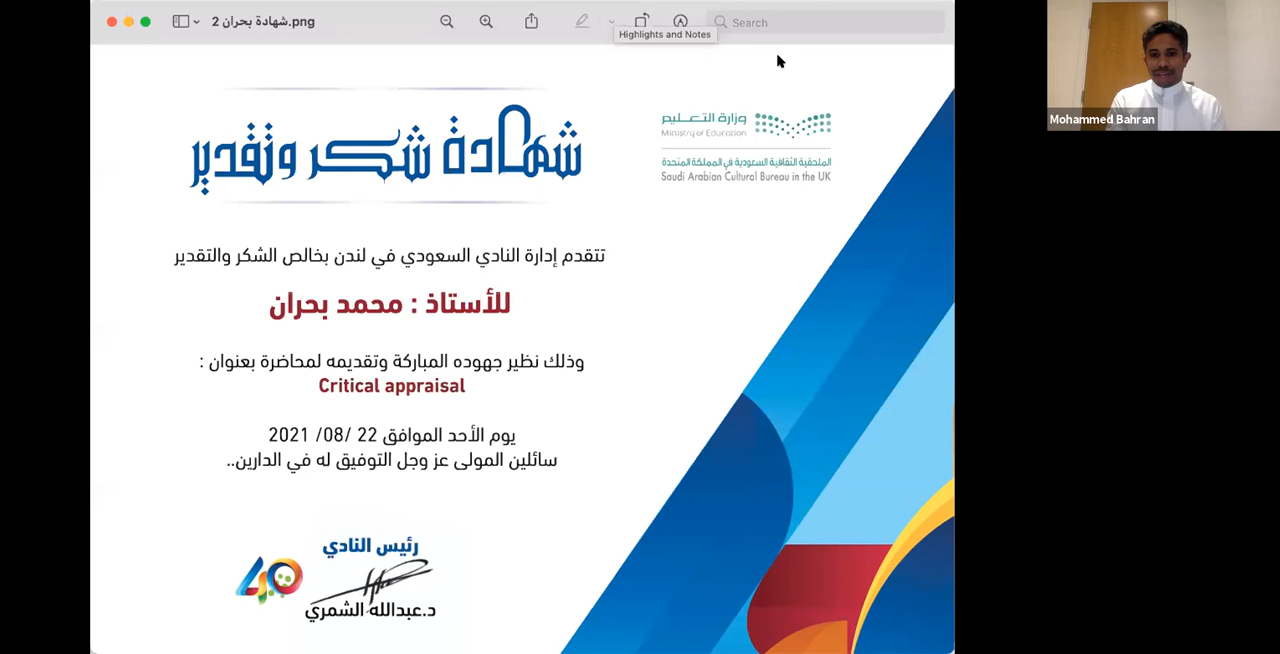 شهادة بحران 2.png
Search
Highlights and Notes
Mohammed Bahran
شهادة شكر وتقدير
وزارة التعليم
Ministry of Education
الملحقية الثقافية السعودية في المملكة المتحدة
Saudi Arabian Cultural Bureau in the UK
تتقدم إدارة النادي السعودي في لندن بخالص الشكر والتقدير
للأستاذ : محمد بحران
وذلك نظير جهوده المباركة وتقديمه لمحاضرة بعنوان :
Critical appraisal
يوم الأحد الموافق 22 /08/ 2021
سائلين المولى عز وجل التوفيق له في الدارين..
رئيس النادي
40
د.عبدالله الشمري